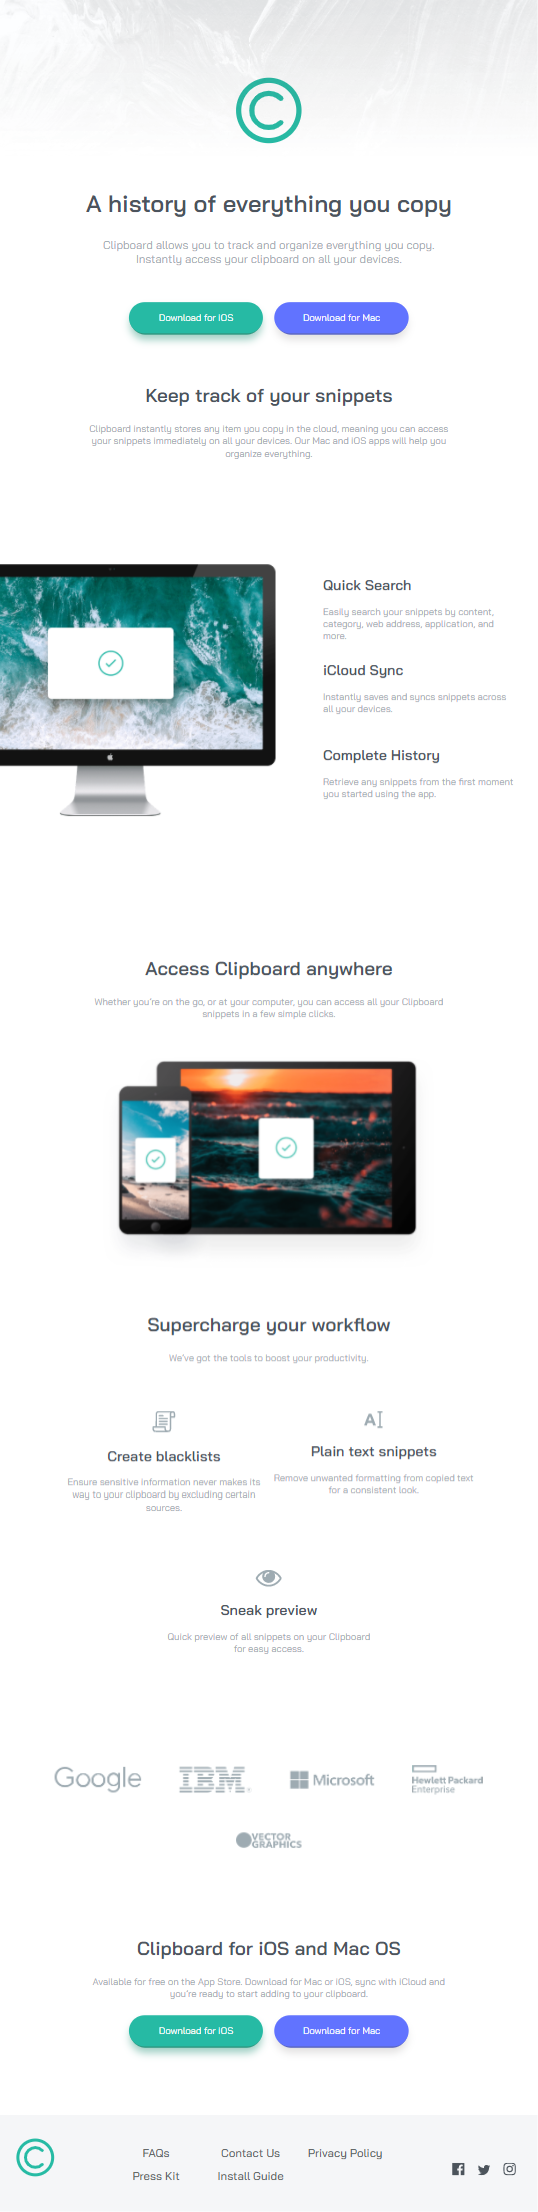 A history of everything you copy
Clipboard allows you to track and organize everything you copy.
Instantly access your clipboard on all your devices.
Download for iOS
Download for Mac
Keep track of your snippets
Clipboard instantly stores any item you copy in the cloud, meaning you can access
your snippets immediately on all your devices. Our Mac and iOS apps will help you
organize everything.
Quick Search
Easily search your snippets by content,
category, web address, application, and
more.
iCloud Sync
Instantly saves and syncs snippets across
all your devices.
Complete History
Retrieve any snippets from the first moment
you started using the app.
Access Clipboard anywhere
Whether you're on the go, or at your computer, you can access all your Clipboard
snippets in a few simple clicks.
Supercharge your workflow
We've got the tools to boost your productivity.
Create blacklists
Ensure sensitive information never makes its
way to your clipboard by excluding certain
sources.
Plain text snippets
Remove unwanted formatting from copied text
for a consistent look.
Sneak preview
Quick preview of all snippets on your Clipboard
for easy access.
Google
IBM
Microsoft
Hewlett Packard
Enterprise
VECTOR
GRAPHICS
Clipboard for iOS and Mac OS
Available for free on the App Store. Download for Mac or iOS, sync with iCloud and
you're ready to start adding to your clipboard.
Download for iOS
Download for Mac
FAQs
Contact Us
Privacy Policy
Press Kit
Install Guide